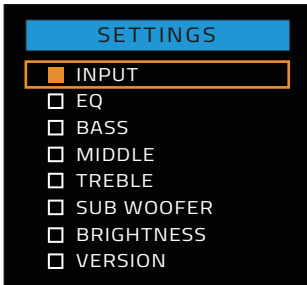 SETTINGS
INPUT
EQ
BASS
MIDDLE
TREBLE
SUB WOOFER
BRIGHTNESS
VERSION